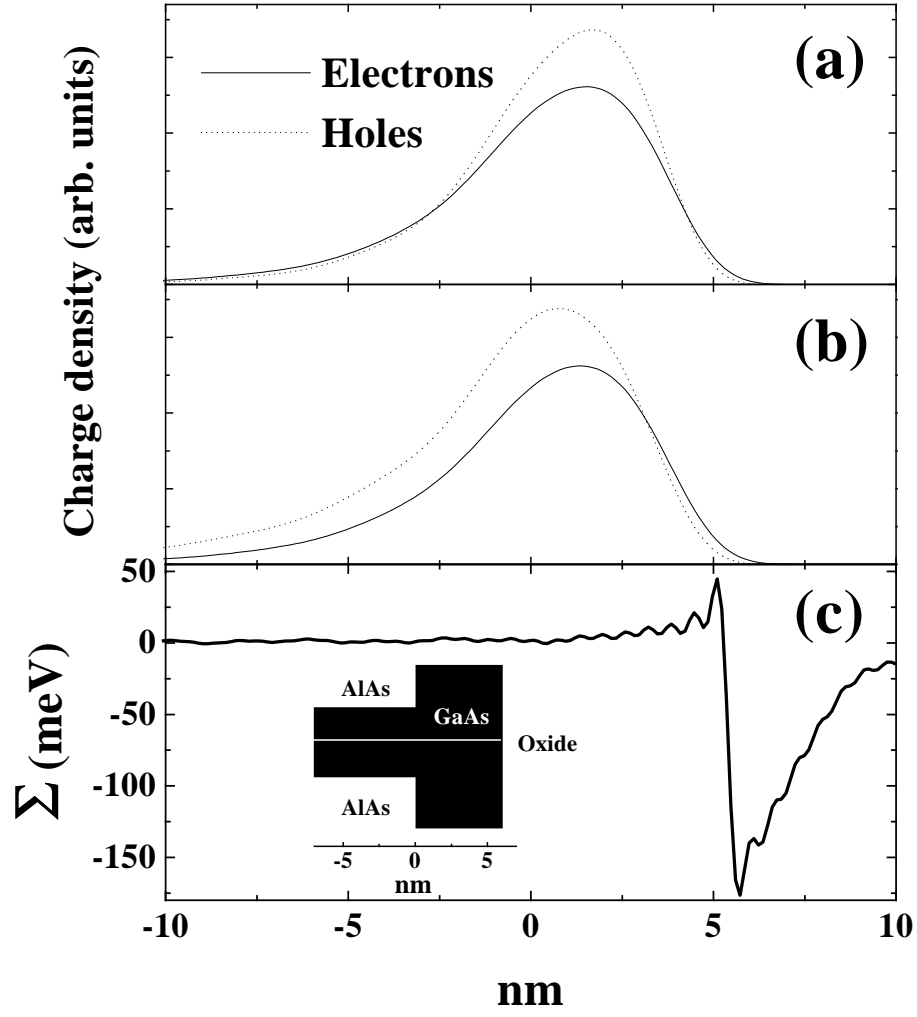 (a)
Electrons
Holes
Charge density (arb. units)
(b)
50
0
-50
-100
-150
Σ (meV)
(c)
AlAs
GaAs
Oxide
AlAs
-5 0 5
nm
-10 -5 0 5 10
nm